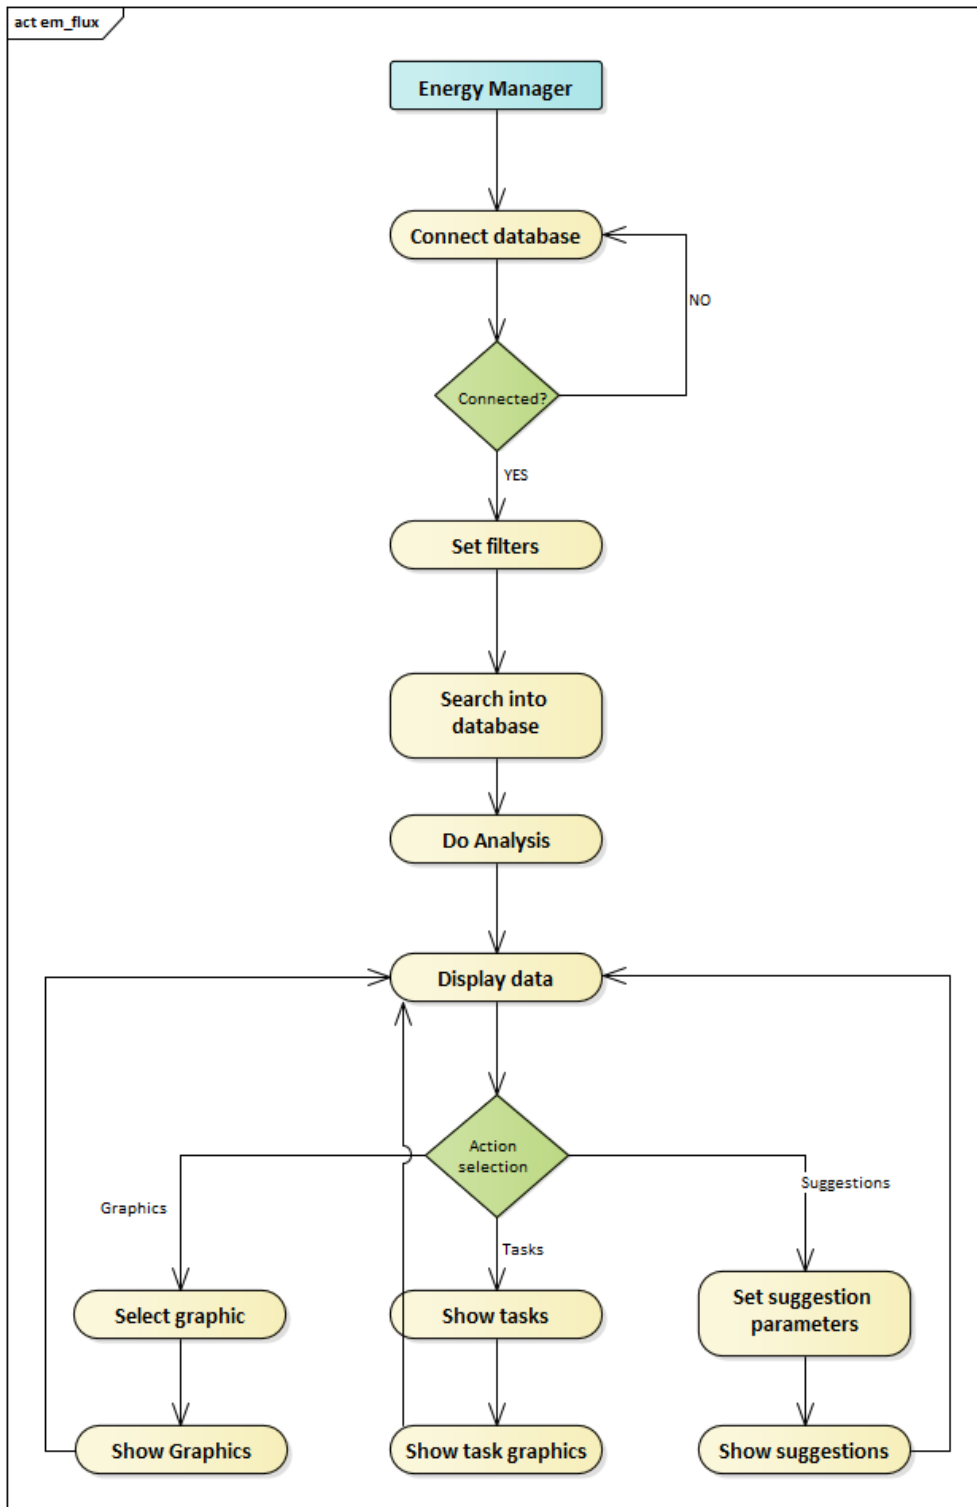 act em_flux
Energy Manager
Connect database
NO
Connected?
YES
Set filters
Search into
database
Do Analysis
Display data
Action
selection
Graphics
Tasks
Suggestions
Select graphic
Show tasks
Set suggestion
parameters
Show Graphics
Show task graphics
Show suggestions